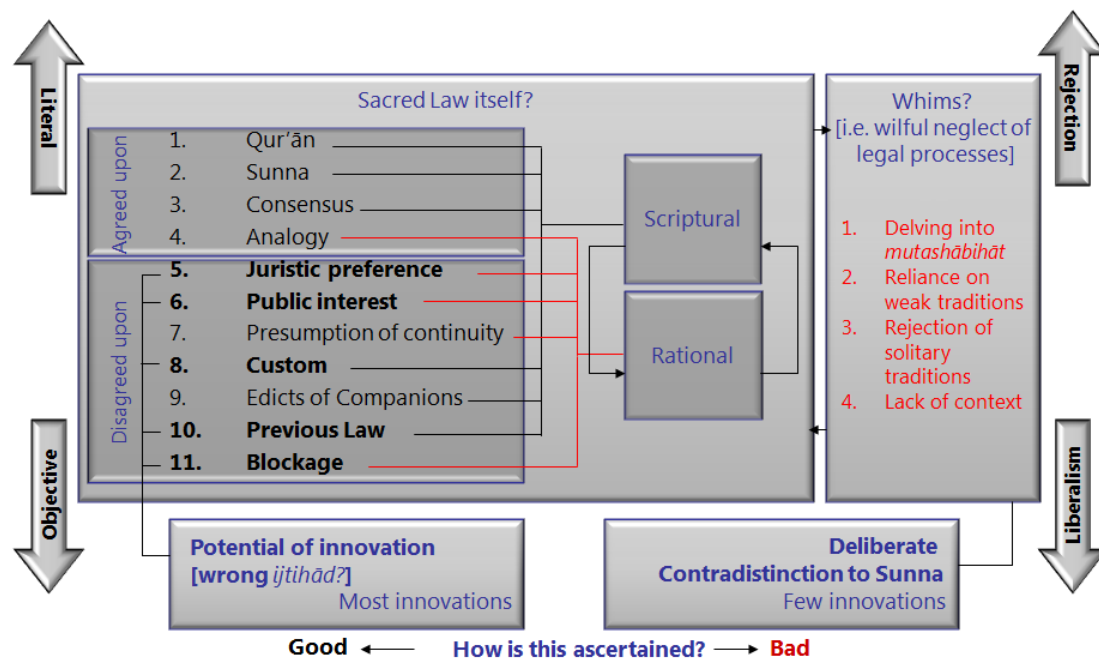 Literal
Objective
Sacred Law itself?
Agreed upon
1. Qur’ān
2. Sunna
3. Consensus
4. Analogy
Disagreed upon
5. Juristic preference
6. Public interest
7. Presumption of continuity
8. Custom
9. Edicts of Companions
10. Previous Law
11. Blockage
Scriptural
Rational
Whims?
[i.e. wilful neglect of
legal processes]
1. Delving into
mutashābihāt
2. Reliance on
weak traditions
3. Rejection of
solitary
traditions
4. Lack of context
Rejection
Liberalism
Potential of innovation
[wrong ijtihād?]
Most innovations
Deliberate
Contradistinction to Sunna
Few innovations
Good How is this ascertained? Bad